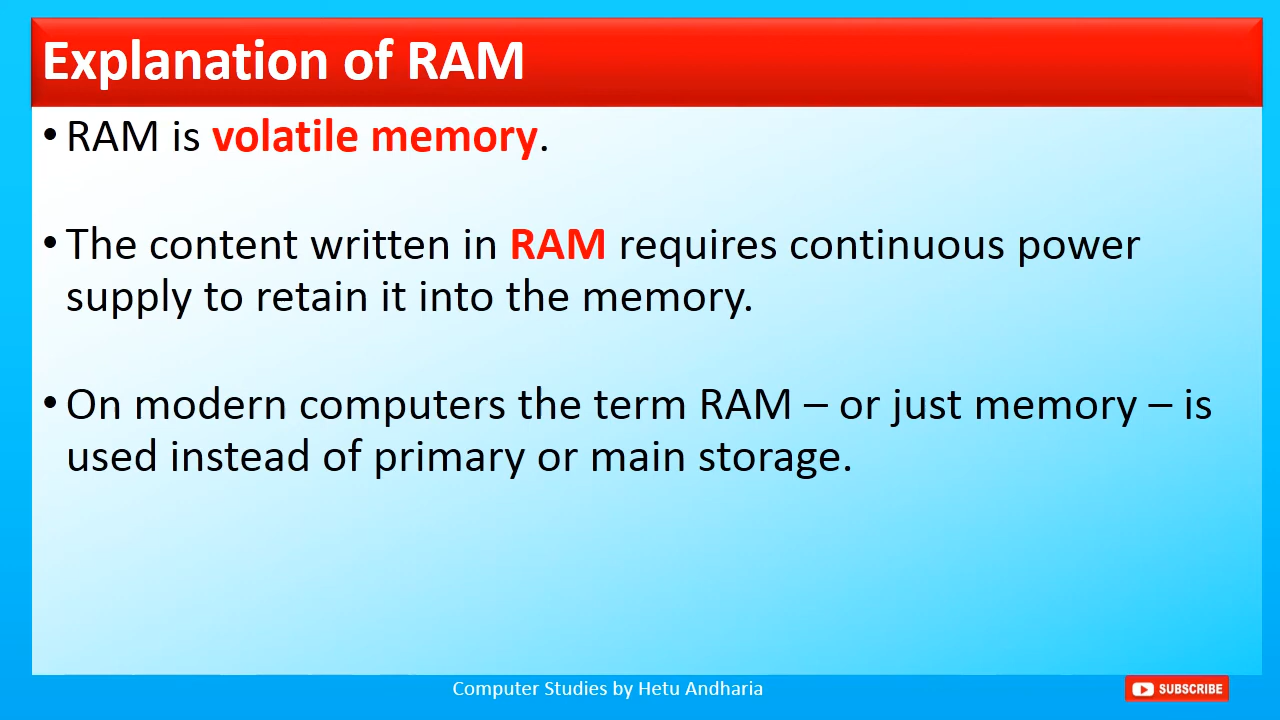 Explanation of RAM
• RAM is volatile memory.
• The content written in RAM requires continuous power
supply to retain it into the memory.
• On modern computers the term RAM – or just memory – is
used instead of primary or main storage.
Computer Studies by Hetu Andharia
SUBSCRIBE